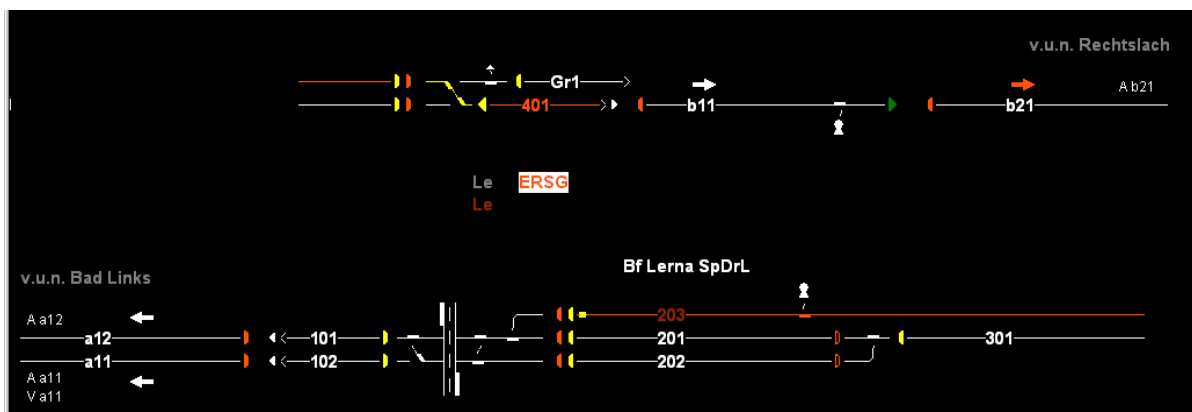 v.u.n. Rechtslach
Gr1
A b21
401 b11 b21
Le ERSG
Le
Bf Lerna SpDrL
v.u.n. Bad Links
A a12 203
a12 101 201 301
a11 102 202
A a11
V a11